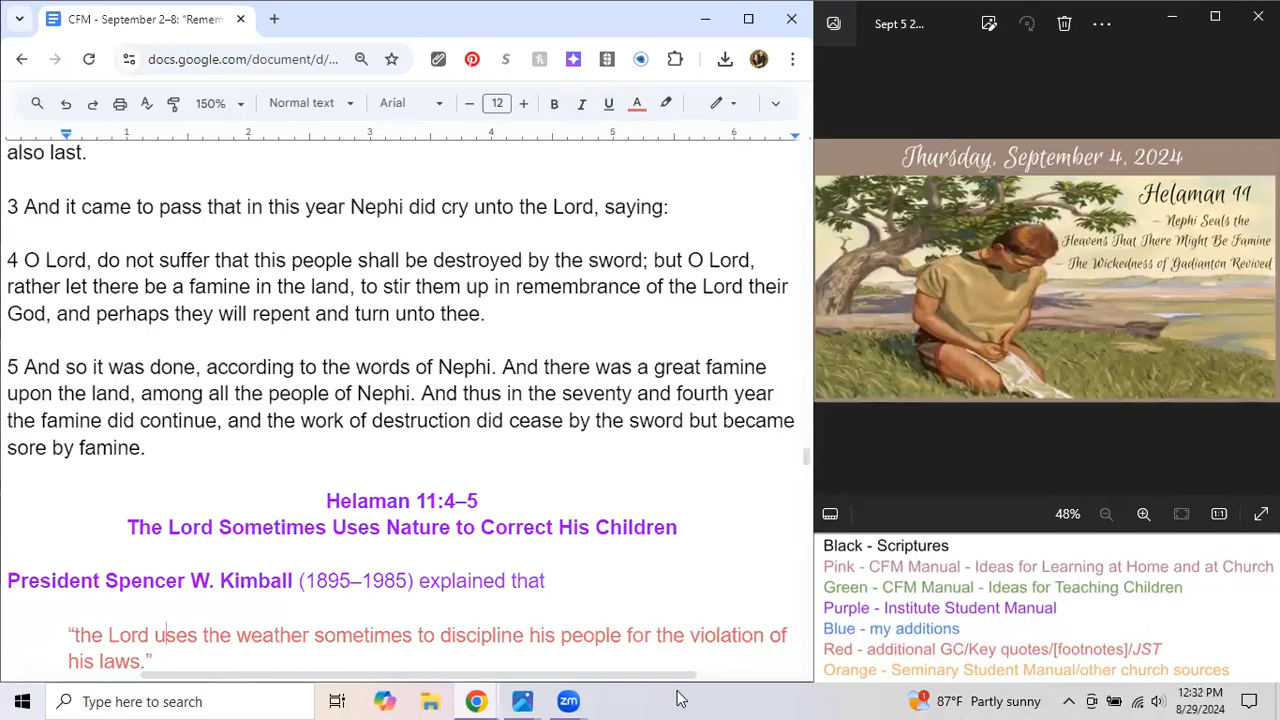 CFM - September 2–8: “Remem
docs.google.com/document/d/...
150%
Normal text
Arial
12
B I U A
1 2 3 4 5 6
also last.
3 And it came to pass that in this year Nephi did cry unto the Lord, saying:
4 O Lord, do not suffer that this people shall be destroyed by the sword; but O Lord,
rather let there be a famine in the land, to stir them up in remembrance of the Lord their
God, and perhaps they will repent and turn unto thee.
5 And so it was done, according to the words of Nephi. And there was a great famine
upon the land, among all the people of Nephi. And thus in the seventy and fourth year
the famine did continue, and the work of destruction did cease by the sword but became
sore by famine.
Helaman 11:4–5
The Lord Sometimes Uses Nature to Correct His Children
President Spencer W. Kimball (1895–1985) explained that
“the Lord uses the weather sometimes to discipline his people for the violation of
his laws.”
Sept 5 2...
Thursday, September 4, 2024
Helaman 11
– Nephi Seals the
Heavens That There Might Be Famine
– The Wickedness of Gadianton Revived
48%
1:1
Black - Scriptures
Pink - CFM Manual - Ideas for Learning at Home and at Church
Green - CFM Manual - Ideas for Teaching Children
Purple - Institute Student Manual
Blue - my additions
Red - additional GC/Key quotes/[footnotes]/JST
Orange - Seminary Student Manual/other church sources
Type here to search
zm
1
87°F Partly sunny
12:32 PM
8/29/2024